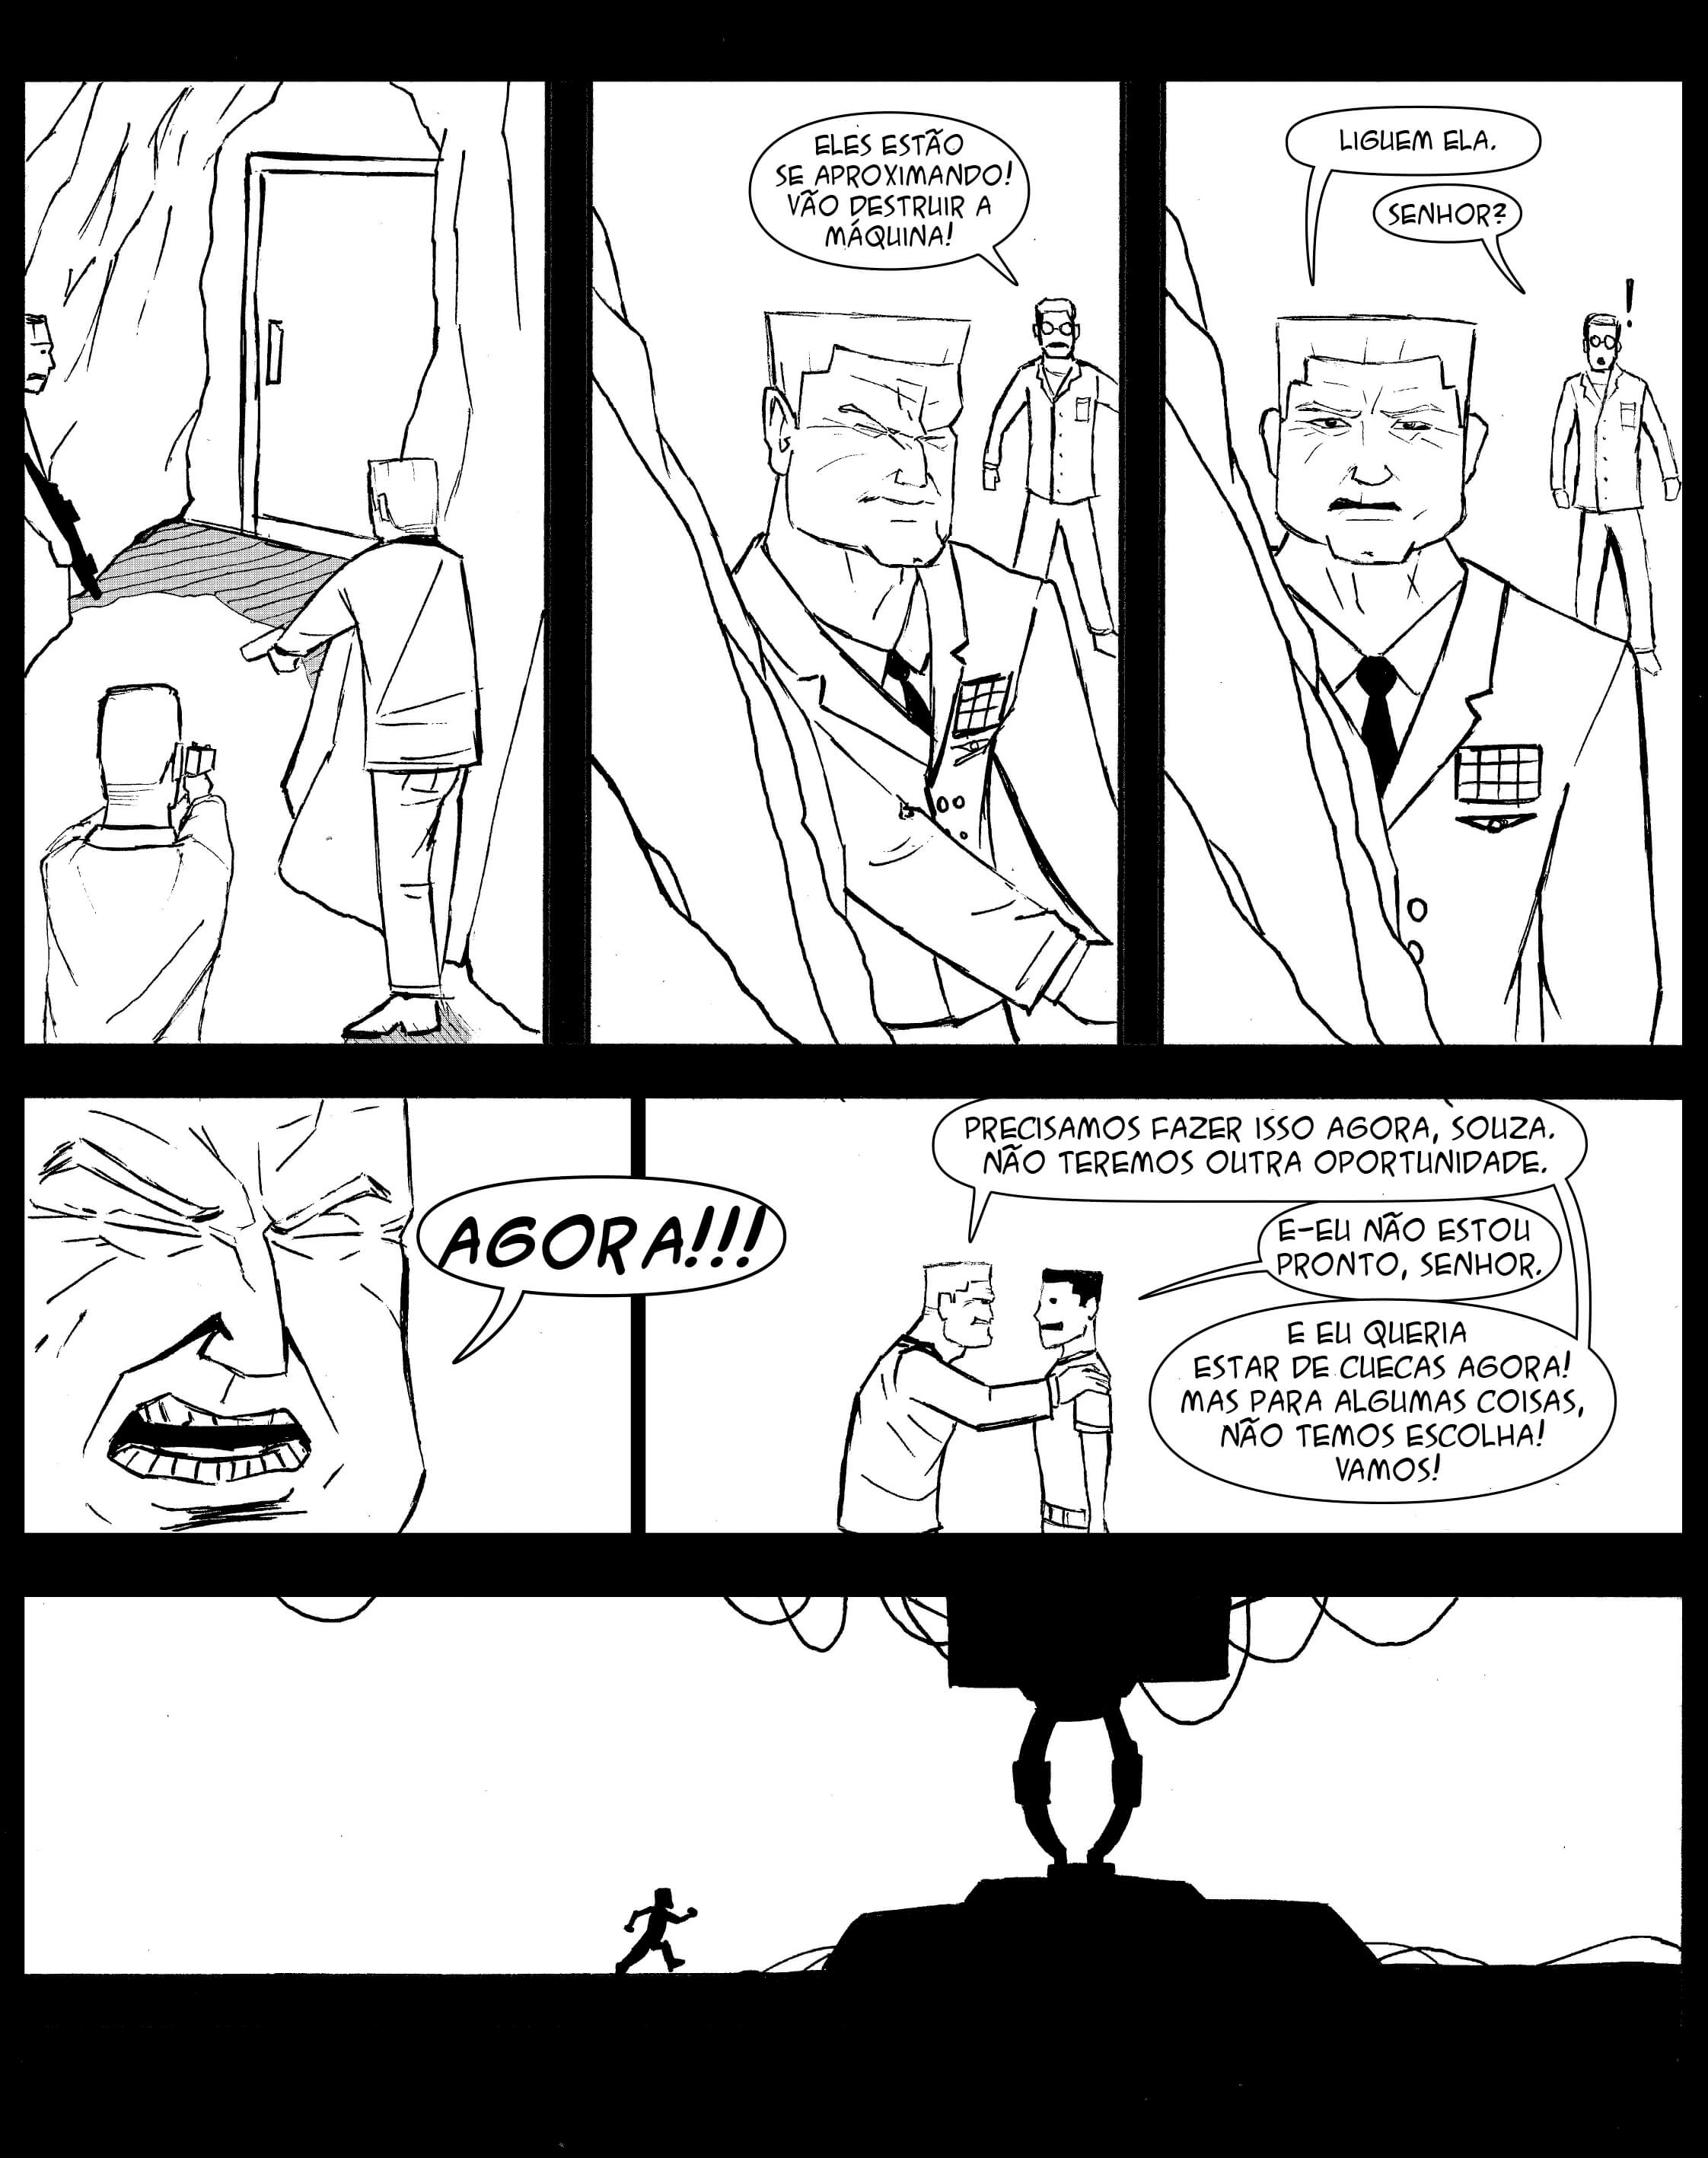 ELES ESTÃO
SE APROXIMANDO!
VÃO DESTRUIR A
MÁQUINA!
LIGUEM ELA.
SENHOR?
!
AGORA!!!
PRECISAMOS FAZER ISSO AGORA, SOUZA.
NÃO TEREMOS OUTRA OPORTUNIDADE.
E-EU NÃO ESTOU
PRONTO, SENHOR.
E EU QUERIA
ESTAR DE CUECAS AGORA!
MAS PARA ALGUMAS COISAS,
NÃO TEMOS ESCOLHA!
VAMOS!